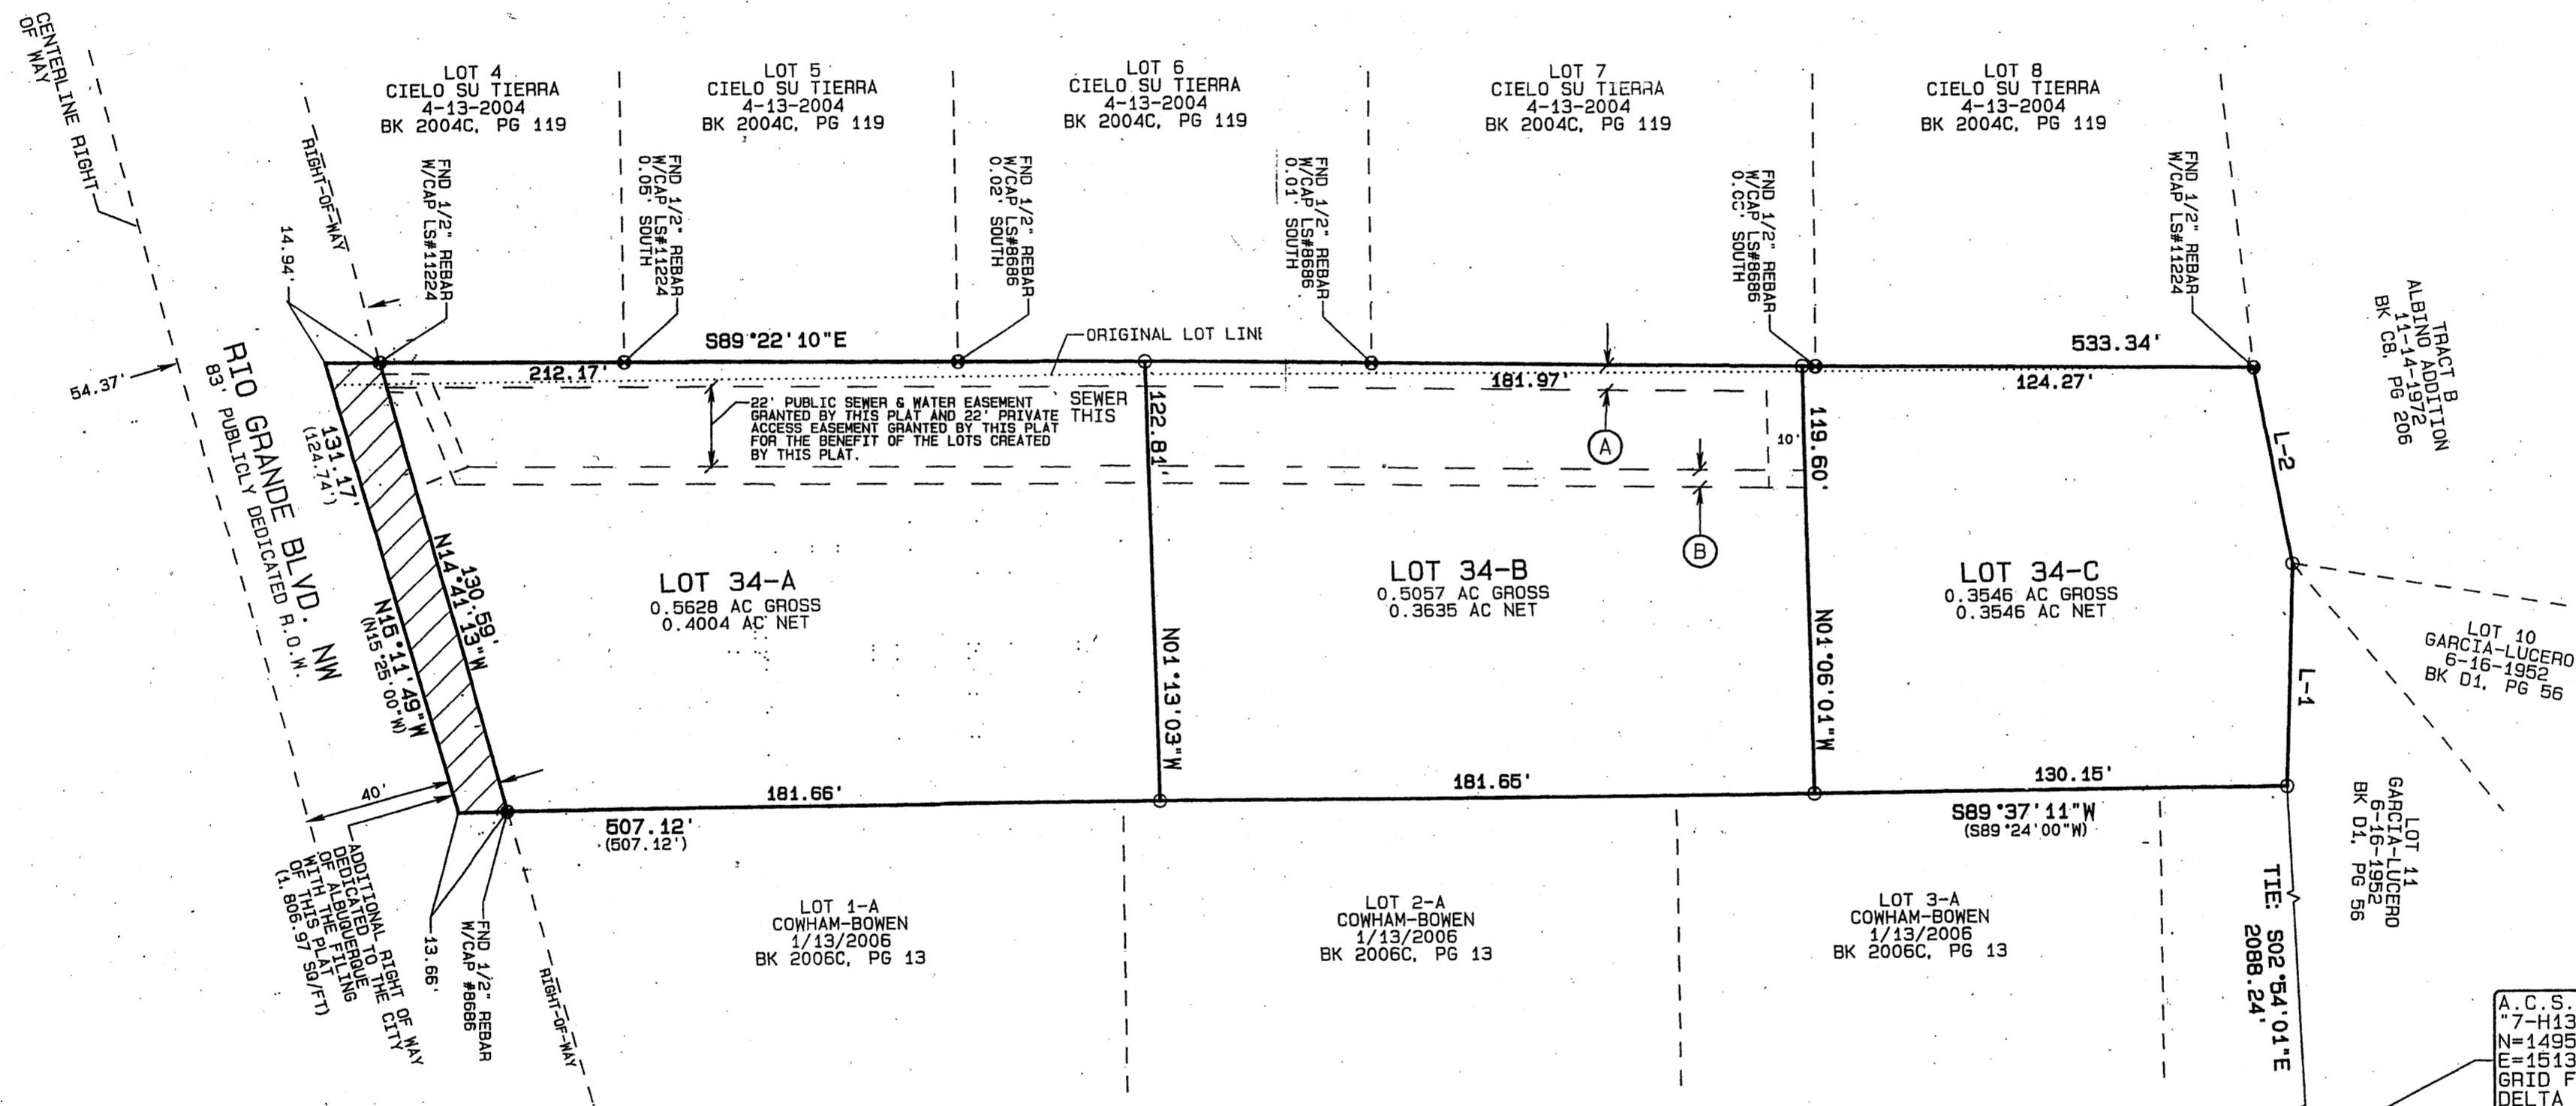 CENTERLINE RIGHT
OF WAY
LOT 4
CIELO SU TIERRA
4-13-2004
BK 2004C, PG 119
LOT 5
CIELO SU TIERRA
4-13-2004
BK 2004C, PG 119
LOT 6
CIELO SU TIERRA
4-13-2004
BK 2004C, PG 119
LOT 7
CIELO SU TIERRA
4-13-2004
BK 2004C, PG 119
LOT 8
CIELO SU TIERRA
4-13-2004
BK 2004C, PG 119
RIGHT-OF-WAY
FND 1/2" REBAR
W/CAP LS#11224
FND 1/2" REBAR
W/CAP LS#11224
0.05' SOUTH
FND 1/2" REBAR
W/CAP LS#8686
0.02' SOUTH
FND 1/2" REBAR
W/CAP LS#8686
0.01' SOUTH
FND 1/2" REBAR
W/CAP LS#8686
SOUTH
FND 1/2" REBAR
W/CAP LS#11224
14.94'
54.37'
S89°22'10"E
ORIGINAL LOT LINE
533.34'
212.17'
181.97'
124.27'
TRACT B
ALBINO ADDITION
11-14-1972
BK C8, PG 206
22' PUBLIC SEWER & WATER EASEMENT
GRANTED BY THIS PLAT AND 22' PRIVATE
ACCESS EASEMENT GRANTED BY THIS PLAT
FOR THE BENEFIT OF THE LOTS CREATED
BY THIS PLAT.
SEWER
THIS
122.81'
A
10'
119.60'
L-2
B
RIO GRANDE BLVD. NW
83' PUBLICLY DEDICATED R.O.W.
131.17'
(124.74')
N15°11'49"W
(N15°25'00"W)
130.59'
N14°41'13"W
LOT 34-A
0.5628 AC GROSS
0.4004 AC NET
N01°13'03"W
LOT 34-B
0.5057 AC GROSS
0.3635 AC NET
N01°06'01"W
LOT 34-C
0.3546 AC GROSS
0.3546 AC NET
L-1
LOT 10
GARCIA-LUCERO
6-16-1952
BK D1, PG 56
40'
181.66'
181.65'
130.15'
507.12'
(507.12')
S89°37'11"W
(S89°24'00"W)
LOT 11
GARCIA-LUCERO
6-16-1952
BK D1, PG 56
ADDITIONAL RIGHT OF WAY
DEDICATED TO THE CITY
OF ALBUQUERQUE
WITH THE FILING
OF THIS PLAT
(1,806.97 SQ/FT)
13.66'
FND 1/2" REBAR
W/CAP #8686
RIGHT-OF-WAY
LOT 1-A
COWHAM-BOWEN
1/13/2006
BK 2006C, PG 13
LOT 2-A
COWHAM-BOWEN
1/13/2006
BK 2006C, PG 13
LOT 3-A
COWHAM-BOWEN
1/13/2006
BK 2006C, PG 13
TIE: S02°54'01"E
2088.24'
A.C.S.
"7-H13
N=1495
E=1513
GRID F
DELTA